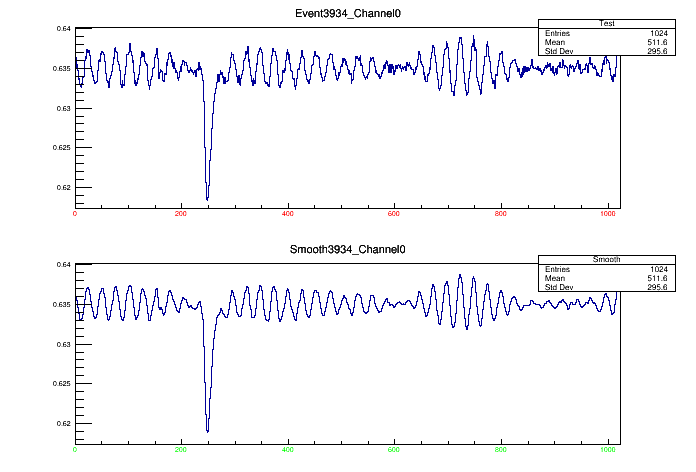 Event3934_Channel0
Test
Entries 1024
Mean 511.6
Std Dev 295.6
0.64
0.635
0.63
0.625
0.62
0 200 400 600 800 1000
Smooth3934_Channel0
Smooth
Entries 1024
Mean 511.6
Std Dev 295.6
0.64
0.635
0.63
0.625
0.62
0 200 400 600 800 1000